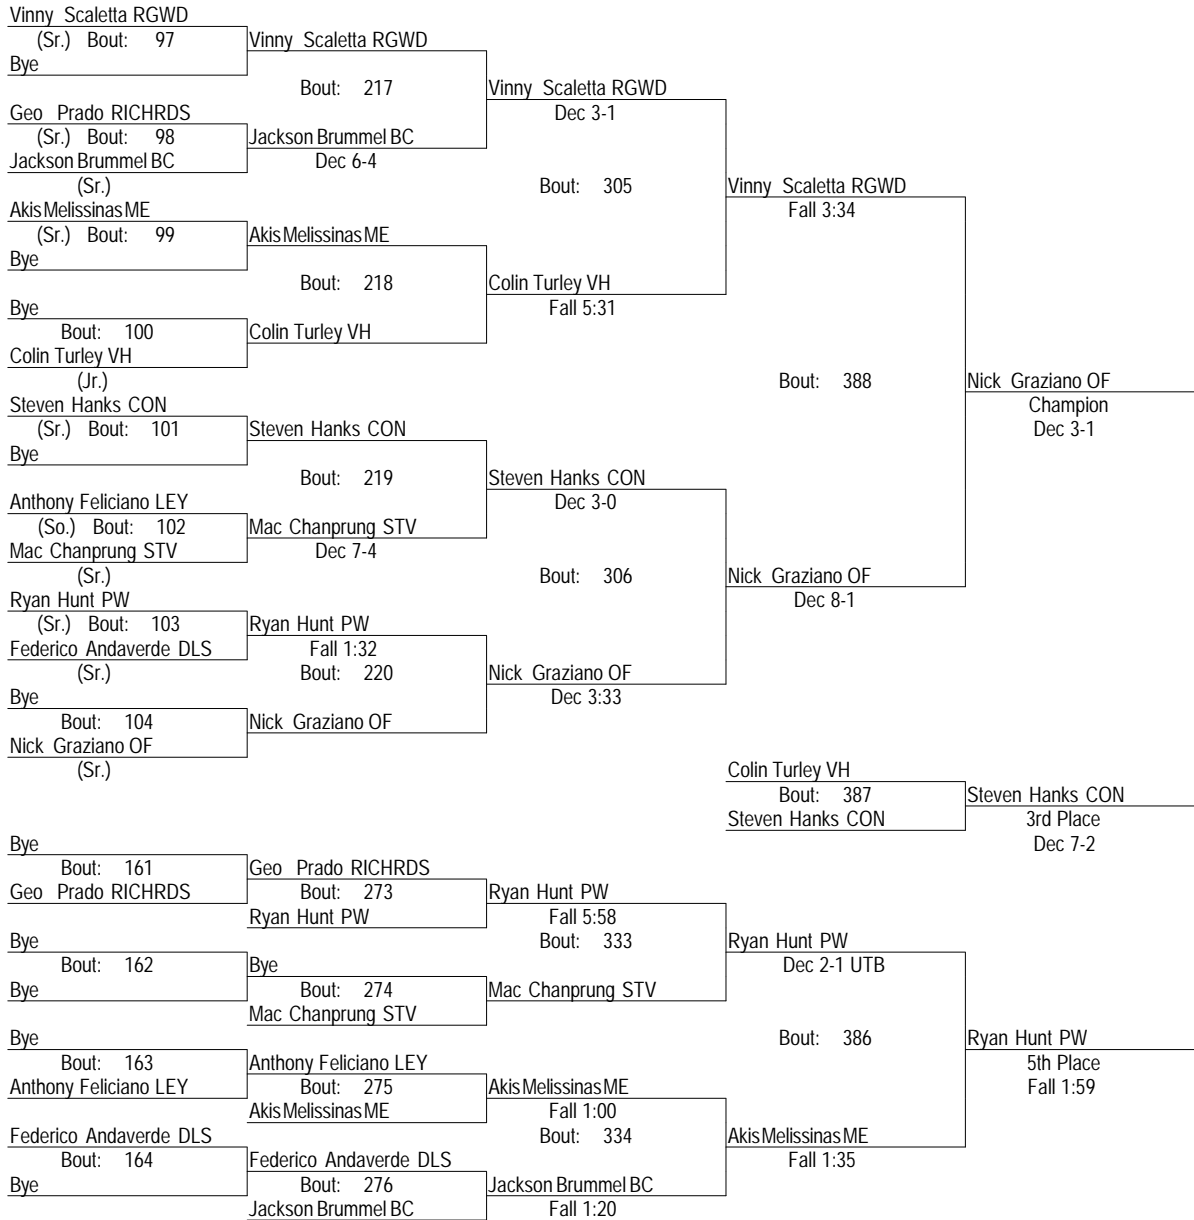 Vinny Scaletta RGWD
(Sr.) Bout: 97
Vinny Scaletta RGWD
Bye
Bout: 217
Vinny Scaletta RGWD
Geo Prado RICHRDS
Dec 3-1
(Sr.) Bout: 98
Jackson Brummel BC
Jackson Brummel BC
Dec 6-4
(Sr.)
Bout: 305
Vinny Scaletta RGWD
Akis Melissinas ME
Fall 3:34
(Sr.) Bout: 99
Akis Melissinas ME
Bye
Bout: 218
Colin Turley VH
Bye
Fall 5:31
Bout: 100
Colin Turley VH
Colin Turley VH
(Jr.)
Bout: 388
Nick Graziano OF
Steven Hanks CON
Champion
(Sr.) Bout: 101
Steven Hanks CON
Dec 3-1
Bye
Bout: 219
Steven Hanks CON
Anthony Feliciano LEY
Dec 3-0
(So.) Bout: 102
Mac Chanprung STV
Mac Chanprung STV
Dec 7-4
(Sr.)
Bout: 306
Nick Graziano OF
Ryan Hunt PW
Dec 8-1
(Sr.) Bout: 103
Ryan Hunt PW
Federico Andaverde DLS
Fall 1:32
(Sr.)
Bout: 220
Nick Graziano OF
Bye
Dec 3:33
Bout: 104
Nick Graziano OF
Nick Graziano OF
(Sr.)
Colin Turley VH
Bout: 387
Steven Hanks CON
Steven Hanks CON
3rd Place
Dec 7-2
Bye
Bout: 161
Geo Prado RICHRDS
Geo Prado RICHRDS
Bout: 273
Ryan Hunt PW
Ryan Hunt PW
Fall 5:58
Bye
Bout: 333
Ryan Hunt PW
Bout: 162
Bye
Dec 2-1 UTB
Bye
Bout: 274
Mac Chanprung STV
Mac Chanprung STV
Bye
Bout: 386
Ryan Hunt PW
Bout: 163
Anthony Feliciano LEY
5th Place
Anthony Feliciano LEY
Bout: 275
Akis Melissinas ME
Fall 1:59
Akis Melissinas ME
Fall 1:00
Federico Andaverde DLS
Bout: 334
Akis Melissinas ME
Bout: 164
Federico Andaverde DLS
Fall 1:35
Bye
Bout: 276
Jackson Brummel BC
Jackson Brummel BC
Fall 1:20